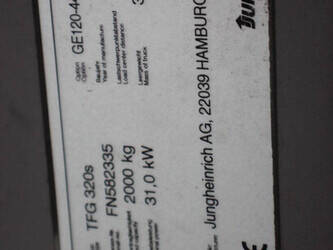 TFG 320s
Option
Option
GE120-4
FN582335
Baujahr
Year of manufacture
2000 kg
Lastschwerpunktabstand
Load center distance
31,0 kW
Leergewicht
Mass of truck
Jungheinrich AG, 22039 HAMBURG